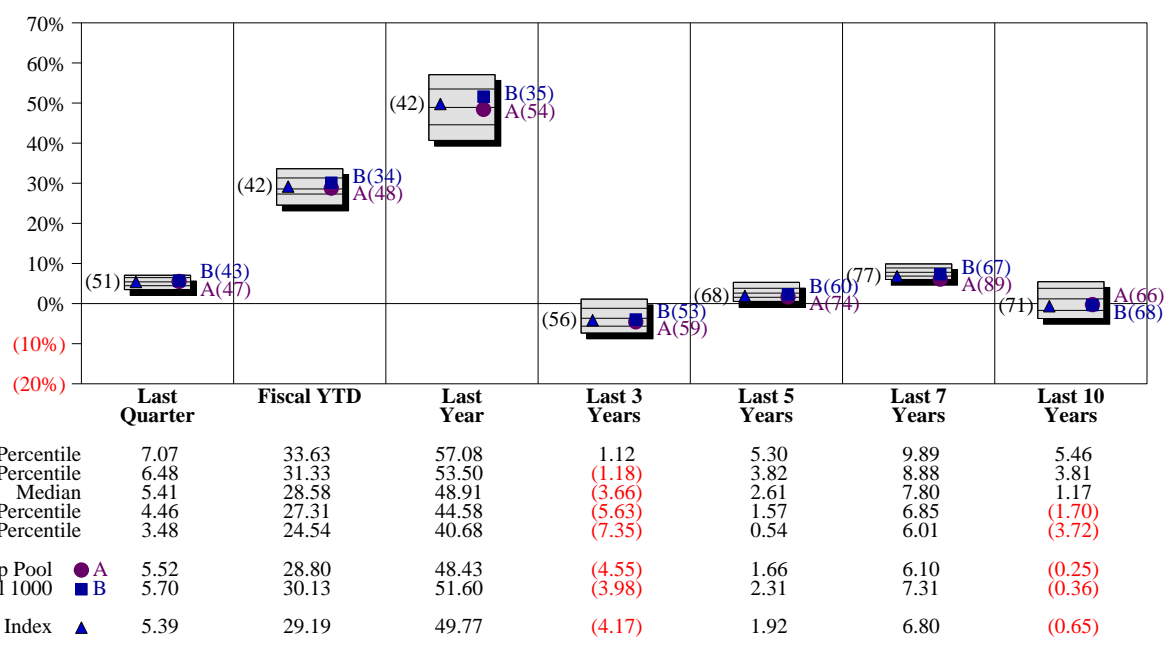 70%
60%
50%
40%
30%
20%
10%
0%
(10%)
(20%)
(51)
B(43)
A(47)
(42)
B(34)
A(48)
(42)
B(35)
A(54)
(56)
B(53)
A(59)
(68)
B(60)
A(74)
(77)
B(67)
A(89)
(71)
A(66)
B(68)
Last Quarter Fiscal YTD Last Year Last 3 Years Last 5 Years Last 7 Years Last 10 Years
Percentile 7.07 33.63 57.08 1.12 5.30 9.89 5.46
Percentile 6.48 31.33 53.50 (1.18) 3.82 8.88 3.81
Median 5.41 28.58 48.91 (3.66) 2.61 7.80 1.17
Percentile 4.46 27.31 44.58 (5.63) 1.57 6.85 (1.70)
Percentile 3.48 24.54 40.68 (7.35) 0.54 6.01 (3.72)
Pool A 5.52 28.80 48.43 (4.55) 1.66 6.10 (0.25)
1000 B 5.70 30.13 51.60 (3.98) 2.31 7.31 (0.36)
Index 5.39 29.19 49.77 (4.17) 1.92 6.80 (0.65)